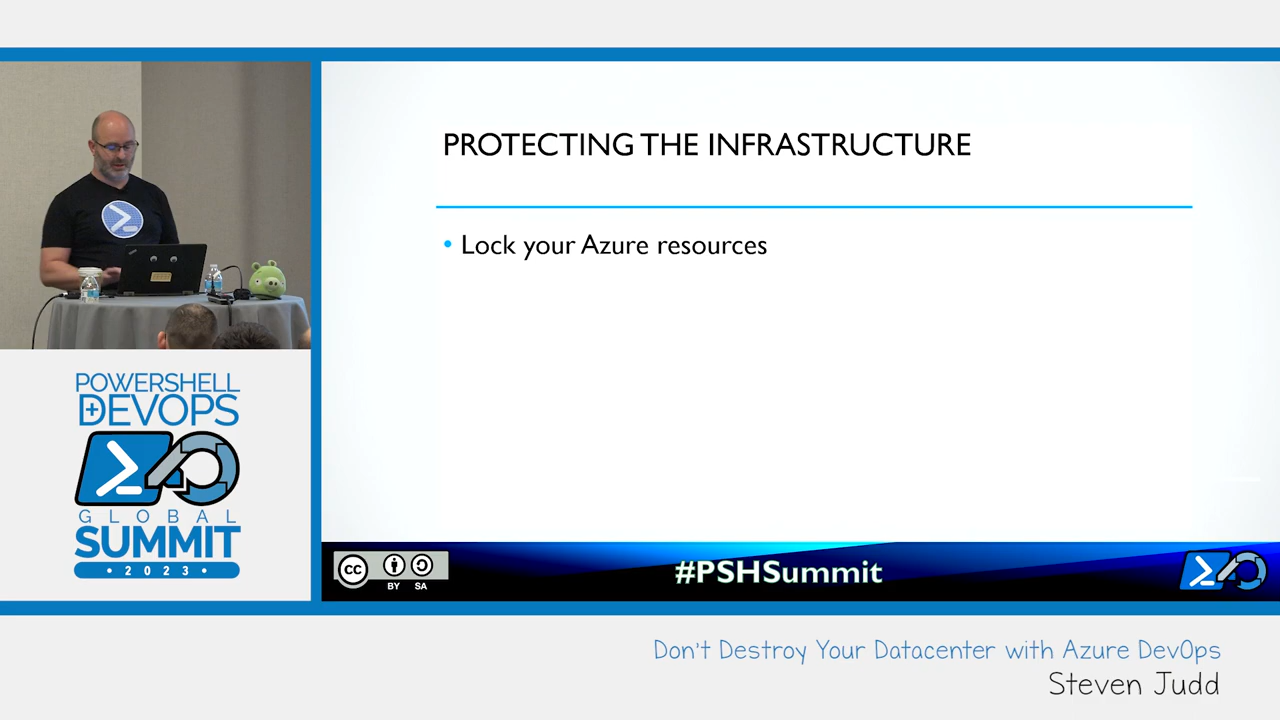 PROTECTING THE INFRASTRUCTURE
• Lock your Azure resources
POWERSHELL
+DEVOPS
GLOBAL
SUMMIT
• 2023 •
cc
BY SA
#PSHSummit
Don't Destroy Your Datacenter with Azure DevOps
Steven Judd